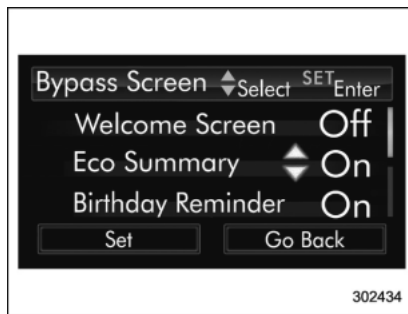 Bypass Screen Select SET Enter
Welcome Screen Off
Eco Summary On
Birthday Reminder On
Set Go Back
302434